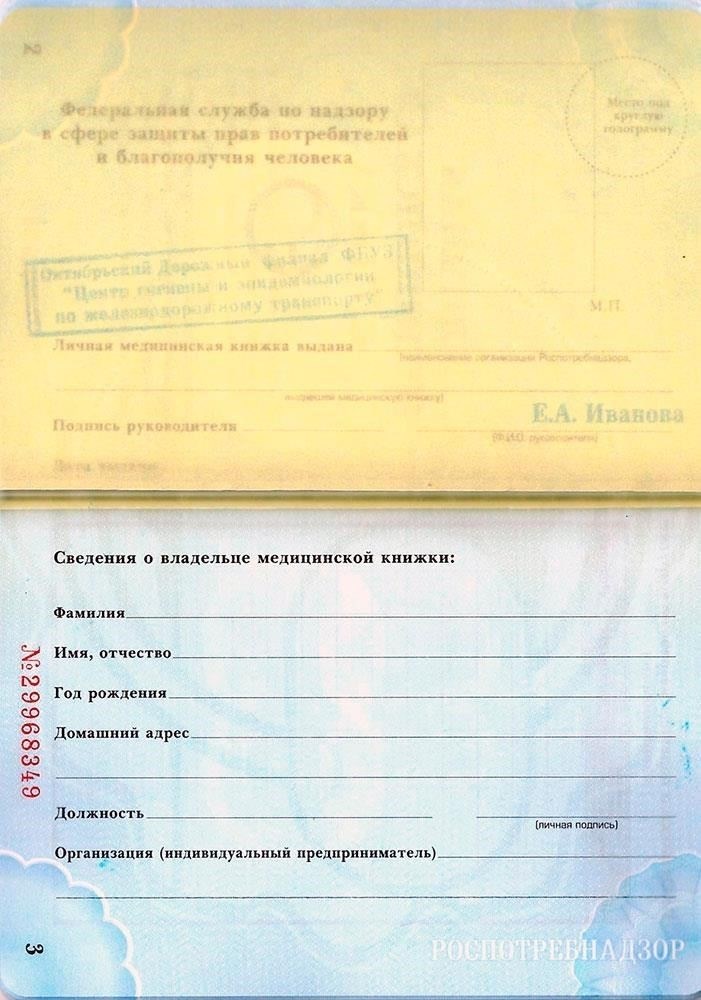 2
Федеральная служба по надзору
в сфере защиты прав потребителей
и благополучия человека
Место под
круглую
голограмму
Октябрьский Дорожный филиал ФБУЗ
"Центр гигиены и эпидемиологии
по железнодорожному транспорту"
М.П.
Личная медицинская книжка выдана
(наименование организации Роспотребнадзора,
выдавшей медицинскую книжку)
Е.А. Иванова
Подпись руководителя
(Ф.И.О. руководителя)
Дата выдачи
Сведения о владельце медицинской книжки:
Фамилия
Имя, отчество
Год рождения
Домашний адрес
Должность
(личная подпись)
Организация (индивидуальный предприниматель)
№29968349
3
РОСПОТРЕБНАДЗОР